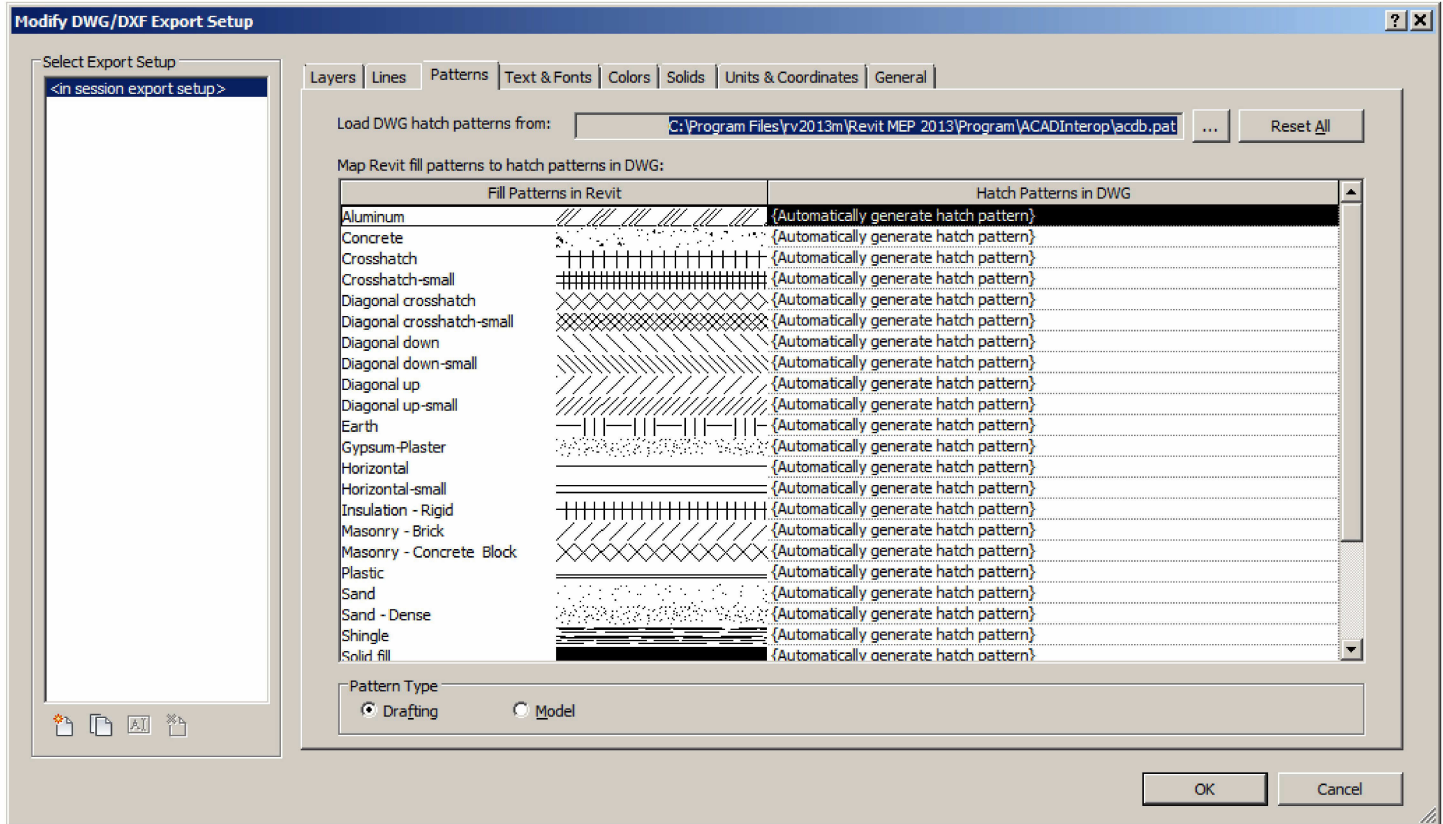 Modify DWG/DXF Export Setup
? X
Select Export Setup
<in session export setup>
Layers Lines Patterns Text & Fonts Colors Solids Units & Coordinates General
Load DWG hatch patterns from: C:\Program Files\rv2013m\Revit MEP 2013\Program\ACADInterop\acdb.pat ... Reset All
Map Revit fill patterns to hatch patterns in DWG:
Fill Patterns in Revit Hatch Patterns in DWG
Aluminum {Automatically generate hatch pattern}
Concrete {Automatically generate hatch pattern}
Crosshatch {Automatically generate hatch pattern}
Crosshatch-small {Automatically generate hatch pattern}
Diagonal crosshatch {Automatically generate hatch pattern}
Diagonal crosshatch-small {Automatically generate hatch pattern}
Diagonal down {Automatically generate hatch pattern}
Diagonal down-small {Automatically generate hatch pattern}
Diagonal up {Automatically generate hatch pattern}
Diagonal up-small {Automatically generate hatch pattern}
Earth {Automatically generate hatch pattern}
Gypsum-Plaster {Automatically generate hatch pattern}
Horizontal {Automatically generate hatch pattern}
Horizontal-small {Automatically generate hatch pattern}
Insulation - Rigid {Automatically generate hatch pattern}
Masonry - Brick {Automatically generate hatch pattern}
Masonry - Concrete Block {Automatically generate hatch pattern}
Plastic {Automatically generate hatch pattern}
Sand {Automatically generate hatch pattern}
Sand - Dense {Automatically generate hatch pattern}
Shingle {Automatically generate hatch pattern}
Solid fill {Automatically generate hatch pattern}
Pattern Type
Drafting Model
AI
OK Cancel